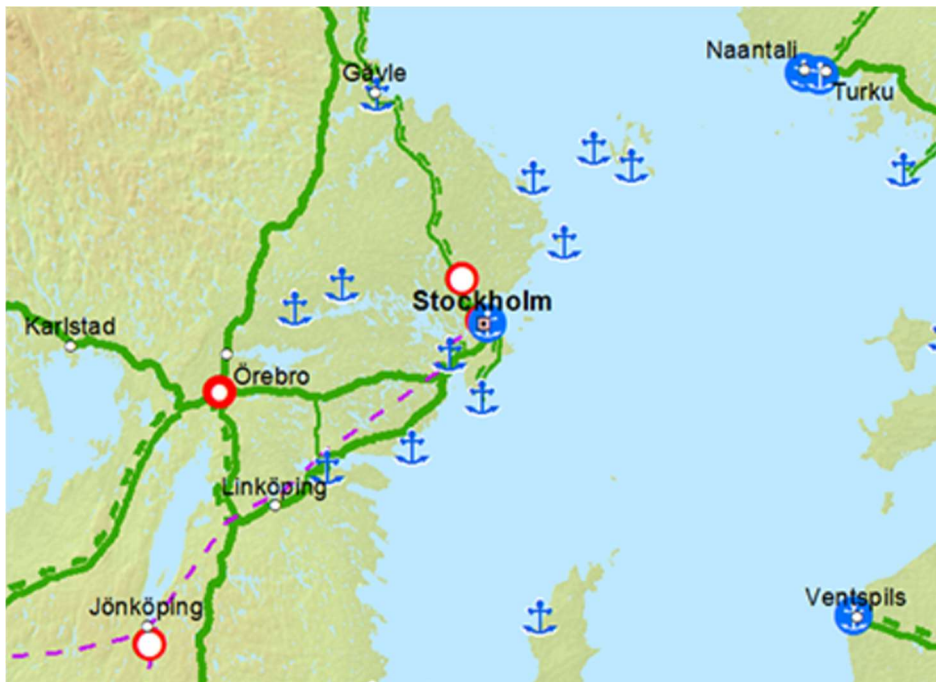 Naantali
Gävle
Turku
Stockholm
Karlstad
Örebro
Linköping
Ventspils
Jönköping